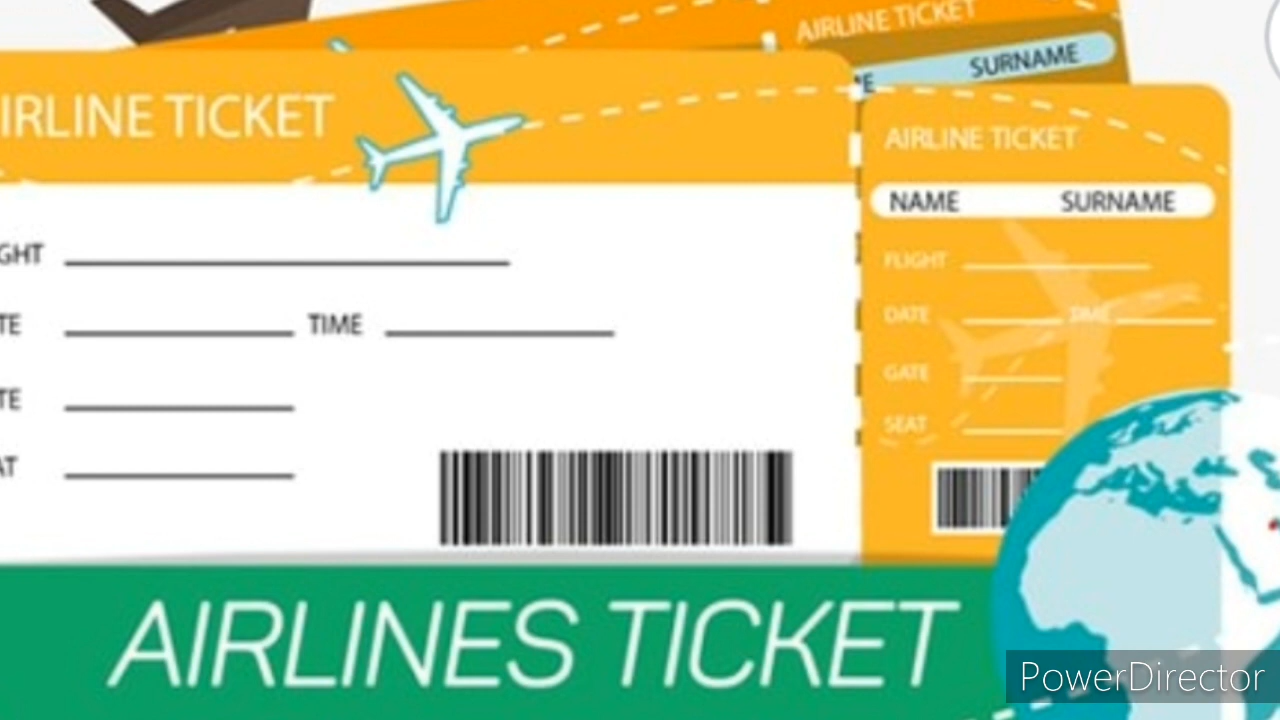 AIRLINE TICKET
SURNAME
IRLINE TICKET
AIRLINE TICKET
NAME SURNAME
GHT
FLIGHT
TE TIME
DATE TIME
TE
GATE
AT
SEAT
AIRLINES TICKET
PowerDirector